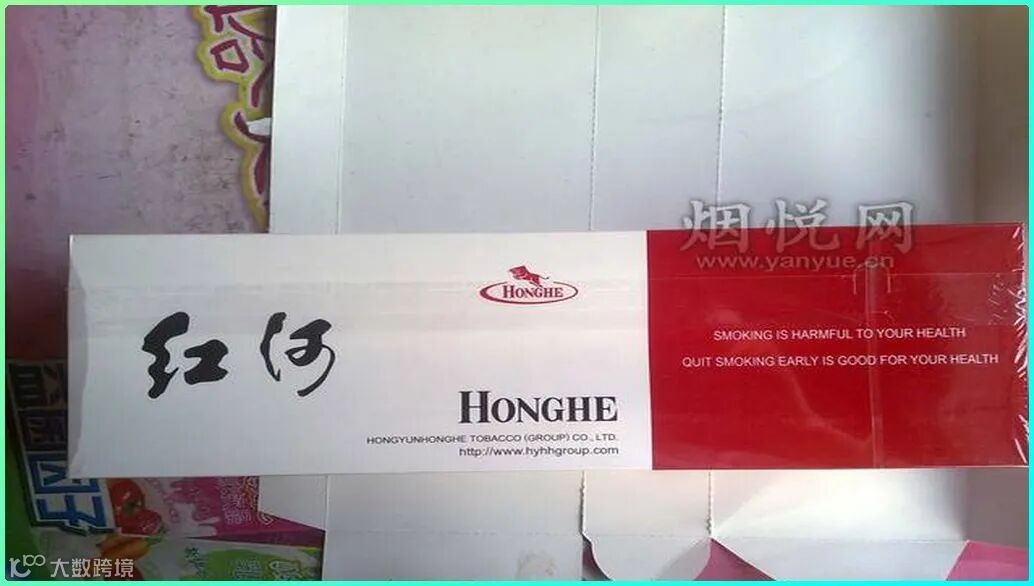 烟悦网
www.yanyue.cn
HONGHE
SMOKING IS HARMFUL TO YOUR HEALTH
QUIT SMOKING EARLY IS GOOD FOR YOUR HEALTH
红河
HONGHE
HONGYUNHONGHE TOBACCO (GROUP) CO., LTD.
http://www.hyhhgroup.com
大数跨境